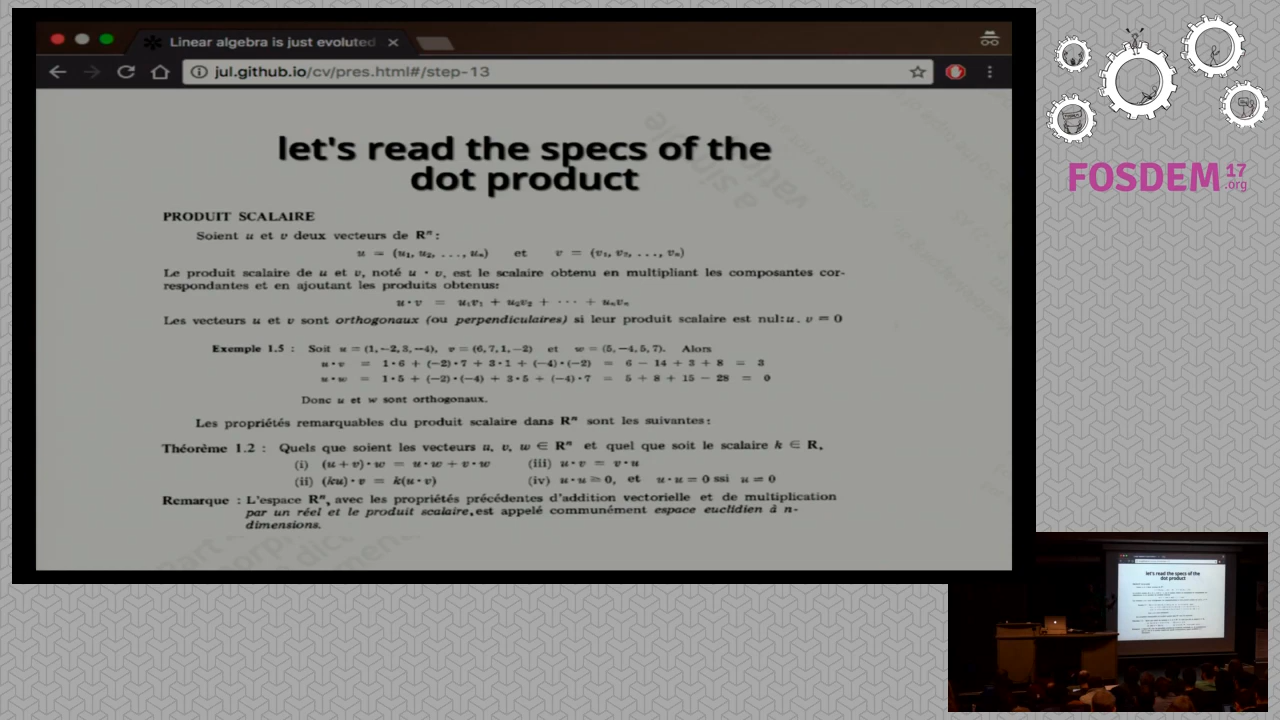 Linear algebra is just evoluted
jul.github.io/cv/pres.html#/step-13
let's read the specs of the
dot product
PRODUIT SCALAIRE
Soient u et v deux vecteurs de Rⁿ:
u = (u₁, u₂, . . ., uₙ) et v = (v₁, v₂, . . ., vₙ)
Le produit scalaire de u et v, noté u · v, est le scalaire obtenu en multipliant les composantes cor-
respondantes et en ajoutant les produits obtenus:
u · v = u₁v₁ + u₂v₂ + · · · + uₙvₙ
Les vecteurs u et v sont orthogonaux (ou perpendiculaires) si leur produit scalaire est nul: u . v = 0
Exemple 1.5 : Soit u = (1, −2, 3, −4), v = (6, 7, 1, −2) et w = (5, −4, 5, 7). Alors
u · v = 1·6 + (−2)·7 + 3·1 + (−4)·(−2) = 6 − 14 + 3 + 8 = 3
u · w = 1·5 + (−2)·(−4) + 3·5 + (−4)·7 = 5 + 8 + 15 − 28 = 0
Donc u et w sont orthogonaux.
Les propriétés remarquables du produit scalaire dans Rⁿ sont les suivantes:
Théorème 1.2 : Quels que soient les vecteurs u, v, w ∈ Rⁿ et quel que soit le scalaire k ∈ R,
(i) (u + v) · w = u · w + v · w (iii) u · v = v · u
(ii) (ku) · v = k(u · v) (iv) u · u ≥ 0, et u · u = 0 ssi u = 0
Remarque : L'espace Rⁿ, avec les propriétés précédentes d'addition vectorielle et de multiplication
par un réel et le produit scalaire, est appelé communément espace euclidien à n-
dimensions.
FOSDEM 17
.org
let's read the specs of the
dot product